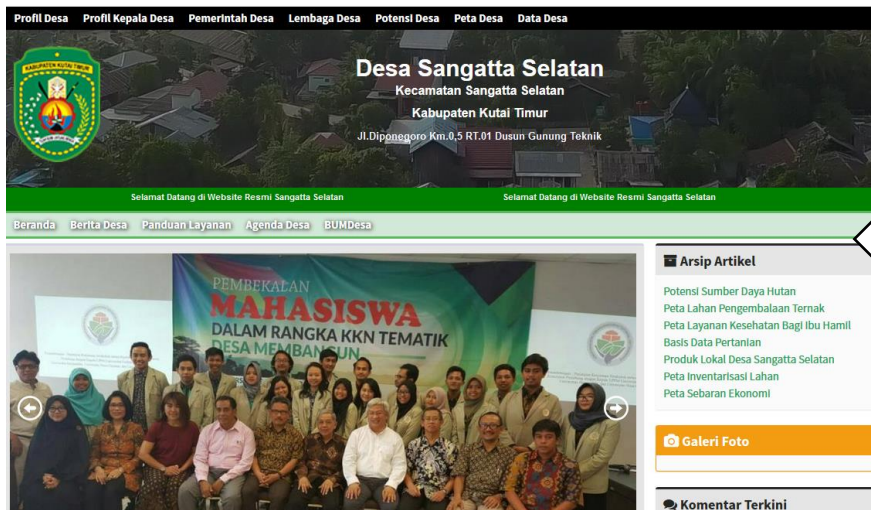 Profil Desa Profil Kepala Desa Pemerintah Desa Lembaga Desa Potensi Desa Peta Desa Data Desa
KABUPATEN KUTAI TIMUR
Desa Sangatta Selatan
Kecamatan Sangatta Selatan
Kabupaten Kutai Timur
Jl.Diponegoro Km.0,5 RT.01 Dusun Gunung Teknik
Selamat Datang di Website Resmi Sangatta Selatan
Selamat Datang di Website Resmi Sangatta Selatan
Beranda Berita Desa Panduan Layanan Agenda Desa BUMDesa
PEMBEKALAN
MAHASISWA
DALAM RANGKA KKN TEMATIK
DESA MEMBANGUN
Arsip Artikel
Potensi Sumber Daya Hutan
Peta Lahan Pengembalaan Ternak
Peta Layanan Kesehatan Bagi Ibu Hamil
Basis Data Pertanian
Produk Lokal Desa Sangatta Selatan
Peta Inventarisasi Lahan
Peta Sebaran Ekonomi
Galeri Foto
Komentar Terkini